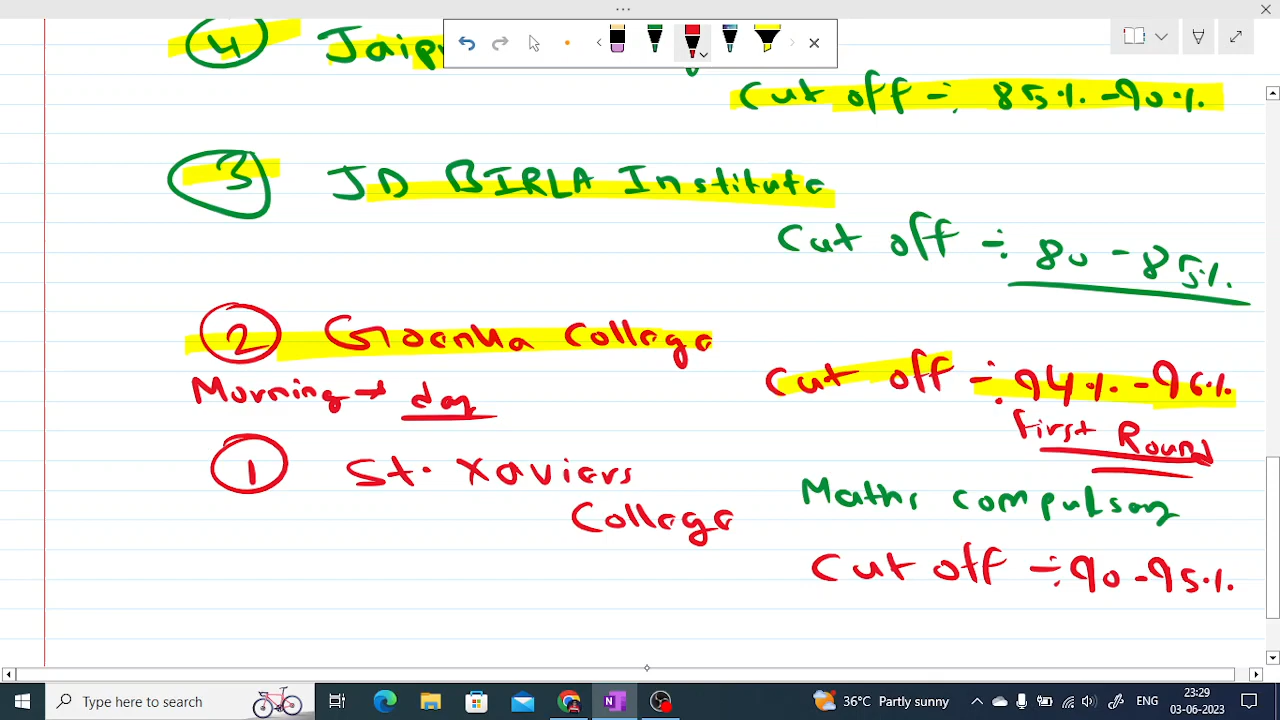 4 Jaipu
Cut off ÷ 85% - 90%
3 JD BIRLA Institute
Cut off ÷ 80 - 85%
2 Goenka College
Cut off ÷ 94% - 96%
Morning → day
First Round
1 St. Xaviers
College
Maths compulsory
Cut off ÷ 90 - 95%
Type here to search
36°C Partly sunny
ENG
23:29
03-06-2023